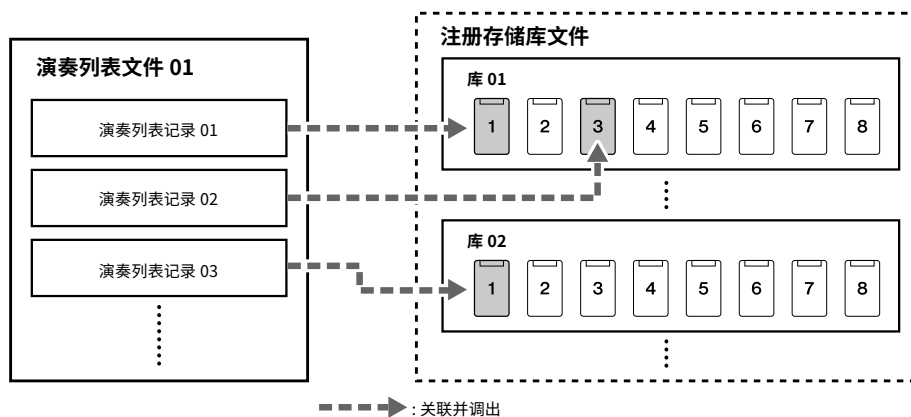 演奏列表文件 01
演奏列表记录 01
演奏列表记录 02
演奏列表记录 03
注册存储库文件
库 01
1 2 3 4 5 6 7 8
库 02
1 2 3 4 5 6 7 8
: 关联并调出